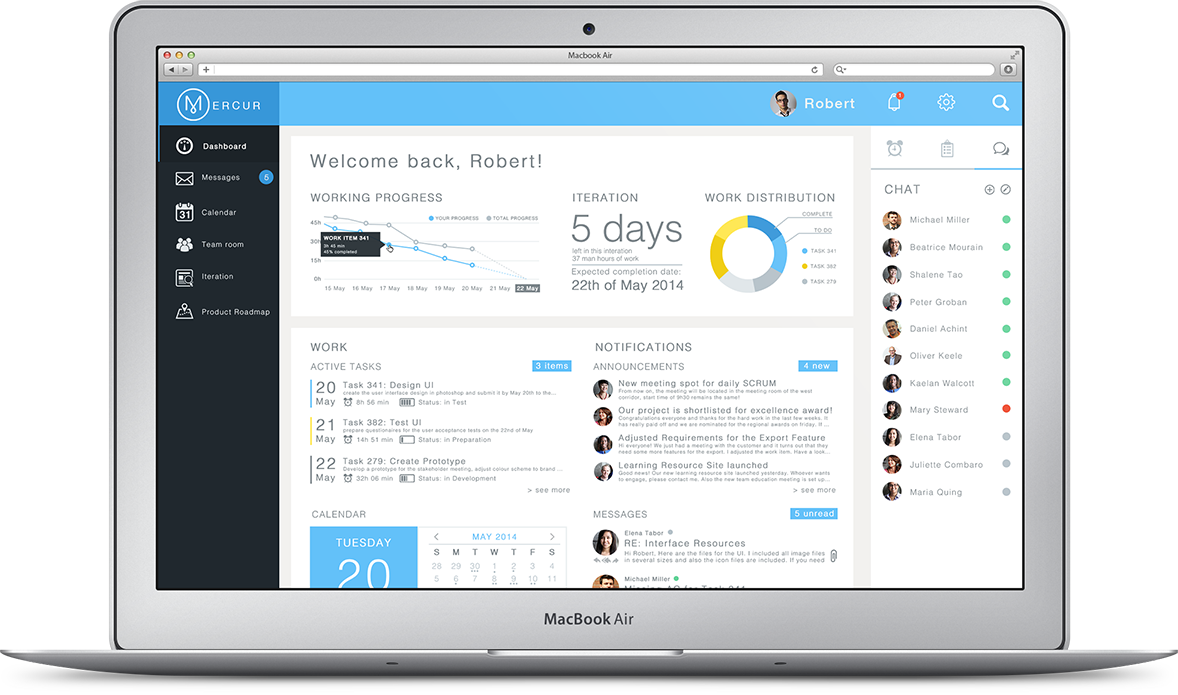 Macbook Air
MERCUR
Robert
1
Dashboard
Messages
6
Calendar
31
Team room
Iteration
Product Roadmap
Welcome back, Robert!
WORKING PROGRESS
YOUR PROGRESS
TOTAL PROGRESS
45h
30h
15h
0h
WORK ITEM 341
3h 45 min
45% completed
15 May 16 May 17 May 18 May 19 May 20 May 21 May 22 May
ITERATION
5 days
left in this interation
37 man hours of work
Expected completion date:
22th of May 2014
WORK DISTRIBUTION
COMPLETE
TO DO
TASK 341
TASK 382
TASK 279
WORK
ACTIVE TASKS
3 items
20 May
Task 341: Design UI
create the user interface design in photoshop and submit it by May 20th to the...
8h 56 min Status: in Test
21 May
Task 382: Test UI
prepare questionaires for the user acceptance tests on the 22nd of May
14h 51 min Status: in Preparation
22 May
Task 279: Create Prototype
Develop a prototype for the stakeholder meeting, adjust colour scheme to brand ...
32h 06 min Status: in Development
> see more
NOTIFICATIONS
ANNOUNCEMENTS
4 new
New meeting spot for daily SCRUM
From now on, the meeting will be located in the meeting room of the west
corridor, start time of 9h30 remains the same!
Our project is shortlisted for excellence award!
Congratulations everyone and thanks for the hard work in the last few weeks. It
has really paid off and we are nominated for the regional awards on friday. If ...
Adjusted Requirements for the Export Feature
Hi everyone! We just had a meeting with the customer and it turns out that they
need some more features for the export. I adjusted the work item. Have a look...
Learning Resource Site launched
Good news! Our new learning resource site launched yesterday. Whoever wants
to engage, please contact me. Also the new team education meeting is set up...
> see more
CALENDAR
TUESDAY
20
MAY 2014
S M T W T F S
28 29 30 1 2 3 4
5 6 7 8 9 10 11
MESSAGES
5 unread
Elena Tabor
RE: Interface Resources
Hi Robert, Here are the files for the UI. I included all image files
in several sizes and also the icon files are included. If you need
Michael Miller
CHAT
Michael Miller
Beatrice Mourain
Shalene Tao
Peter Groban
Daniel Achint
Oliver Keele
Kaelan Walcott
Mary Steward
Elena Tabor
Juliette Combaro
Maria Quing
MacBook Air